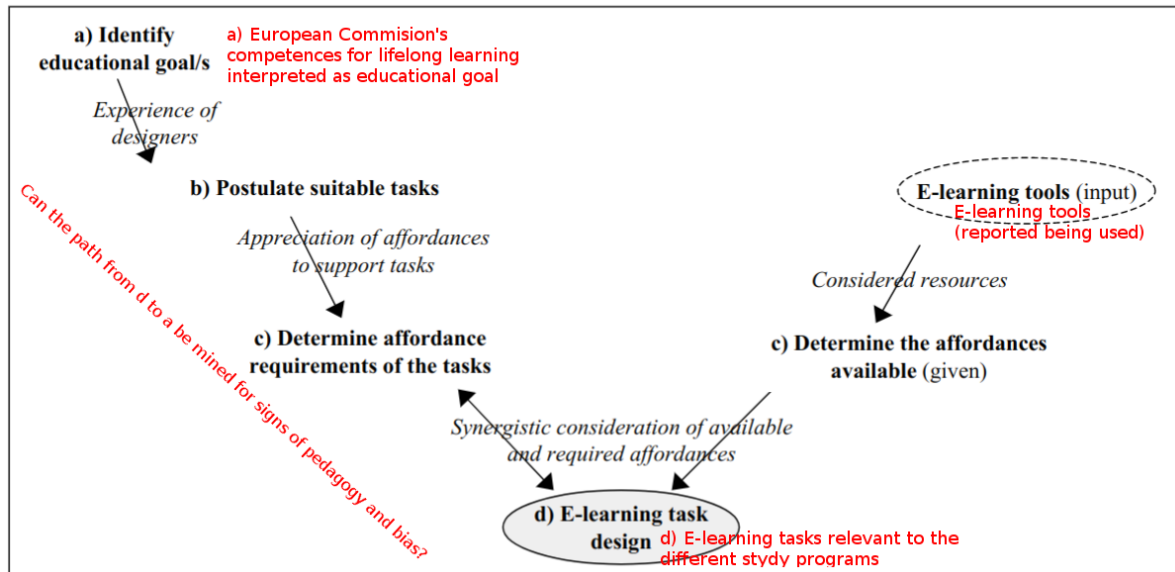 a) Identify
educational goal/s
a) European Commision's
competences for lifelong learning
interpreted as educational goal
Experience of
designers
b) Postulate suitable tasks
E-learning tools (input)
E-learning tools
(reported being used)
Appreciation of affordances
to support tasks
Considered resources
Can the path from d to a be mined for signs of pedagogy and bias?
c) Determine affordance
requirements of the tasks
c) Determine the affordances
available (given)
Synergistic consideration of available
and required affordances
d) E-learning task
design
d) E-learning tasks relevant to the
different stydy programs